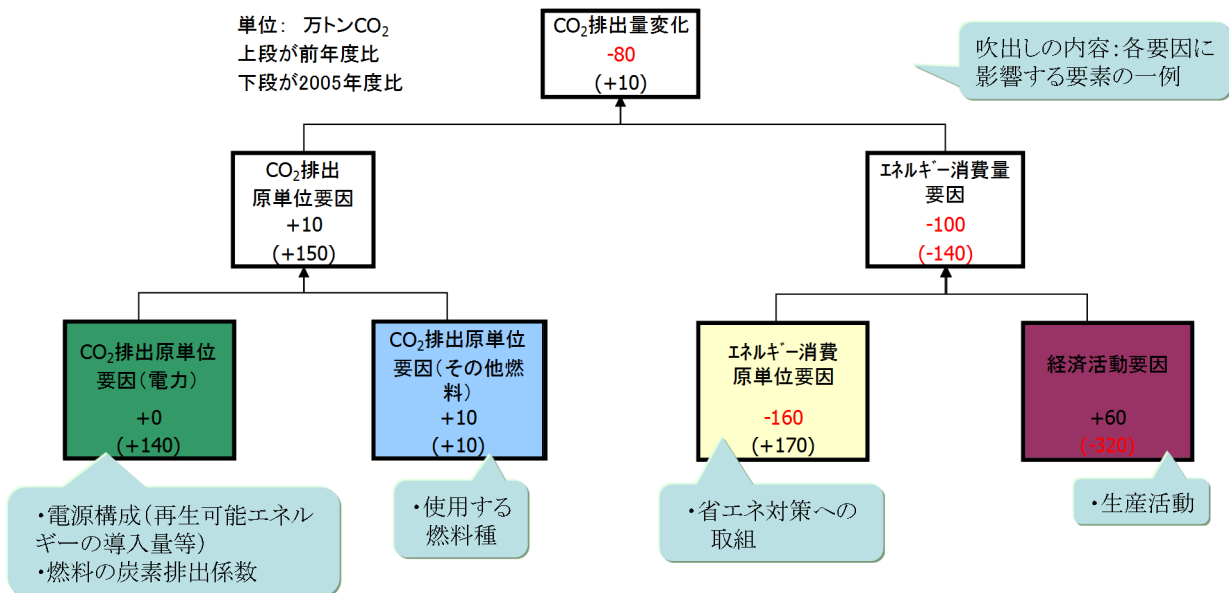 単位：　万トンCO₂
上段が前年度比
下段が2005年度比
CO₂排出量変化
-80
(+10)
吹出しの内容：各要因に
影響する要素の一例
CO₂排出
原単位要因
+10
(+150)
ｴﾈﾙｷﾞｰ消費量
要因
-100
(-140)
CO₂排出原単位
要因（電力）
+0
(+140)
CO₂排出原単位
要因（その他燃
料）
+10
(+10)
ｴﾈﾙｷﾞｰ消費
原単位要因
-160
(+170)
経済活動要因
+60
(-320)
・電源構成（再生可能エネル
ギーの導入量等）
・燃料の炭素排出係数
・使用する
燃料種
・省エネ対策への
取組
・生産活動